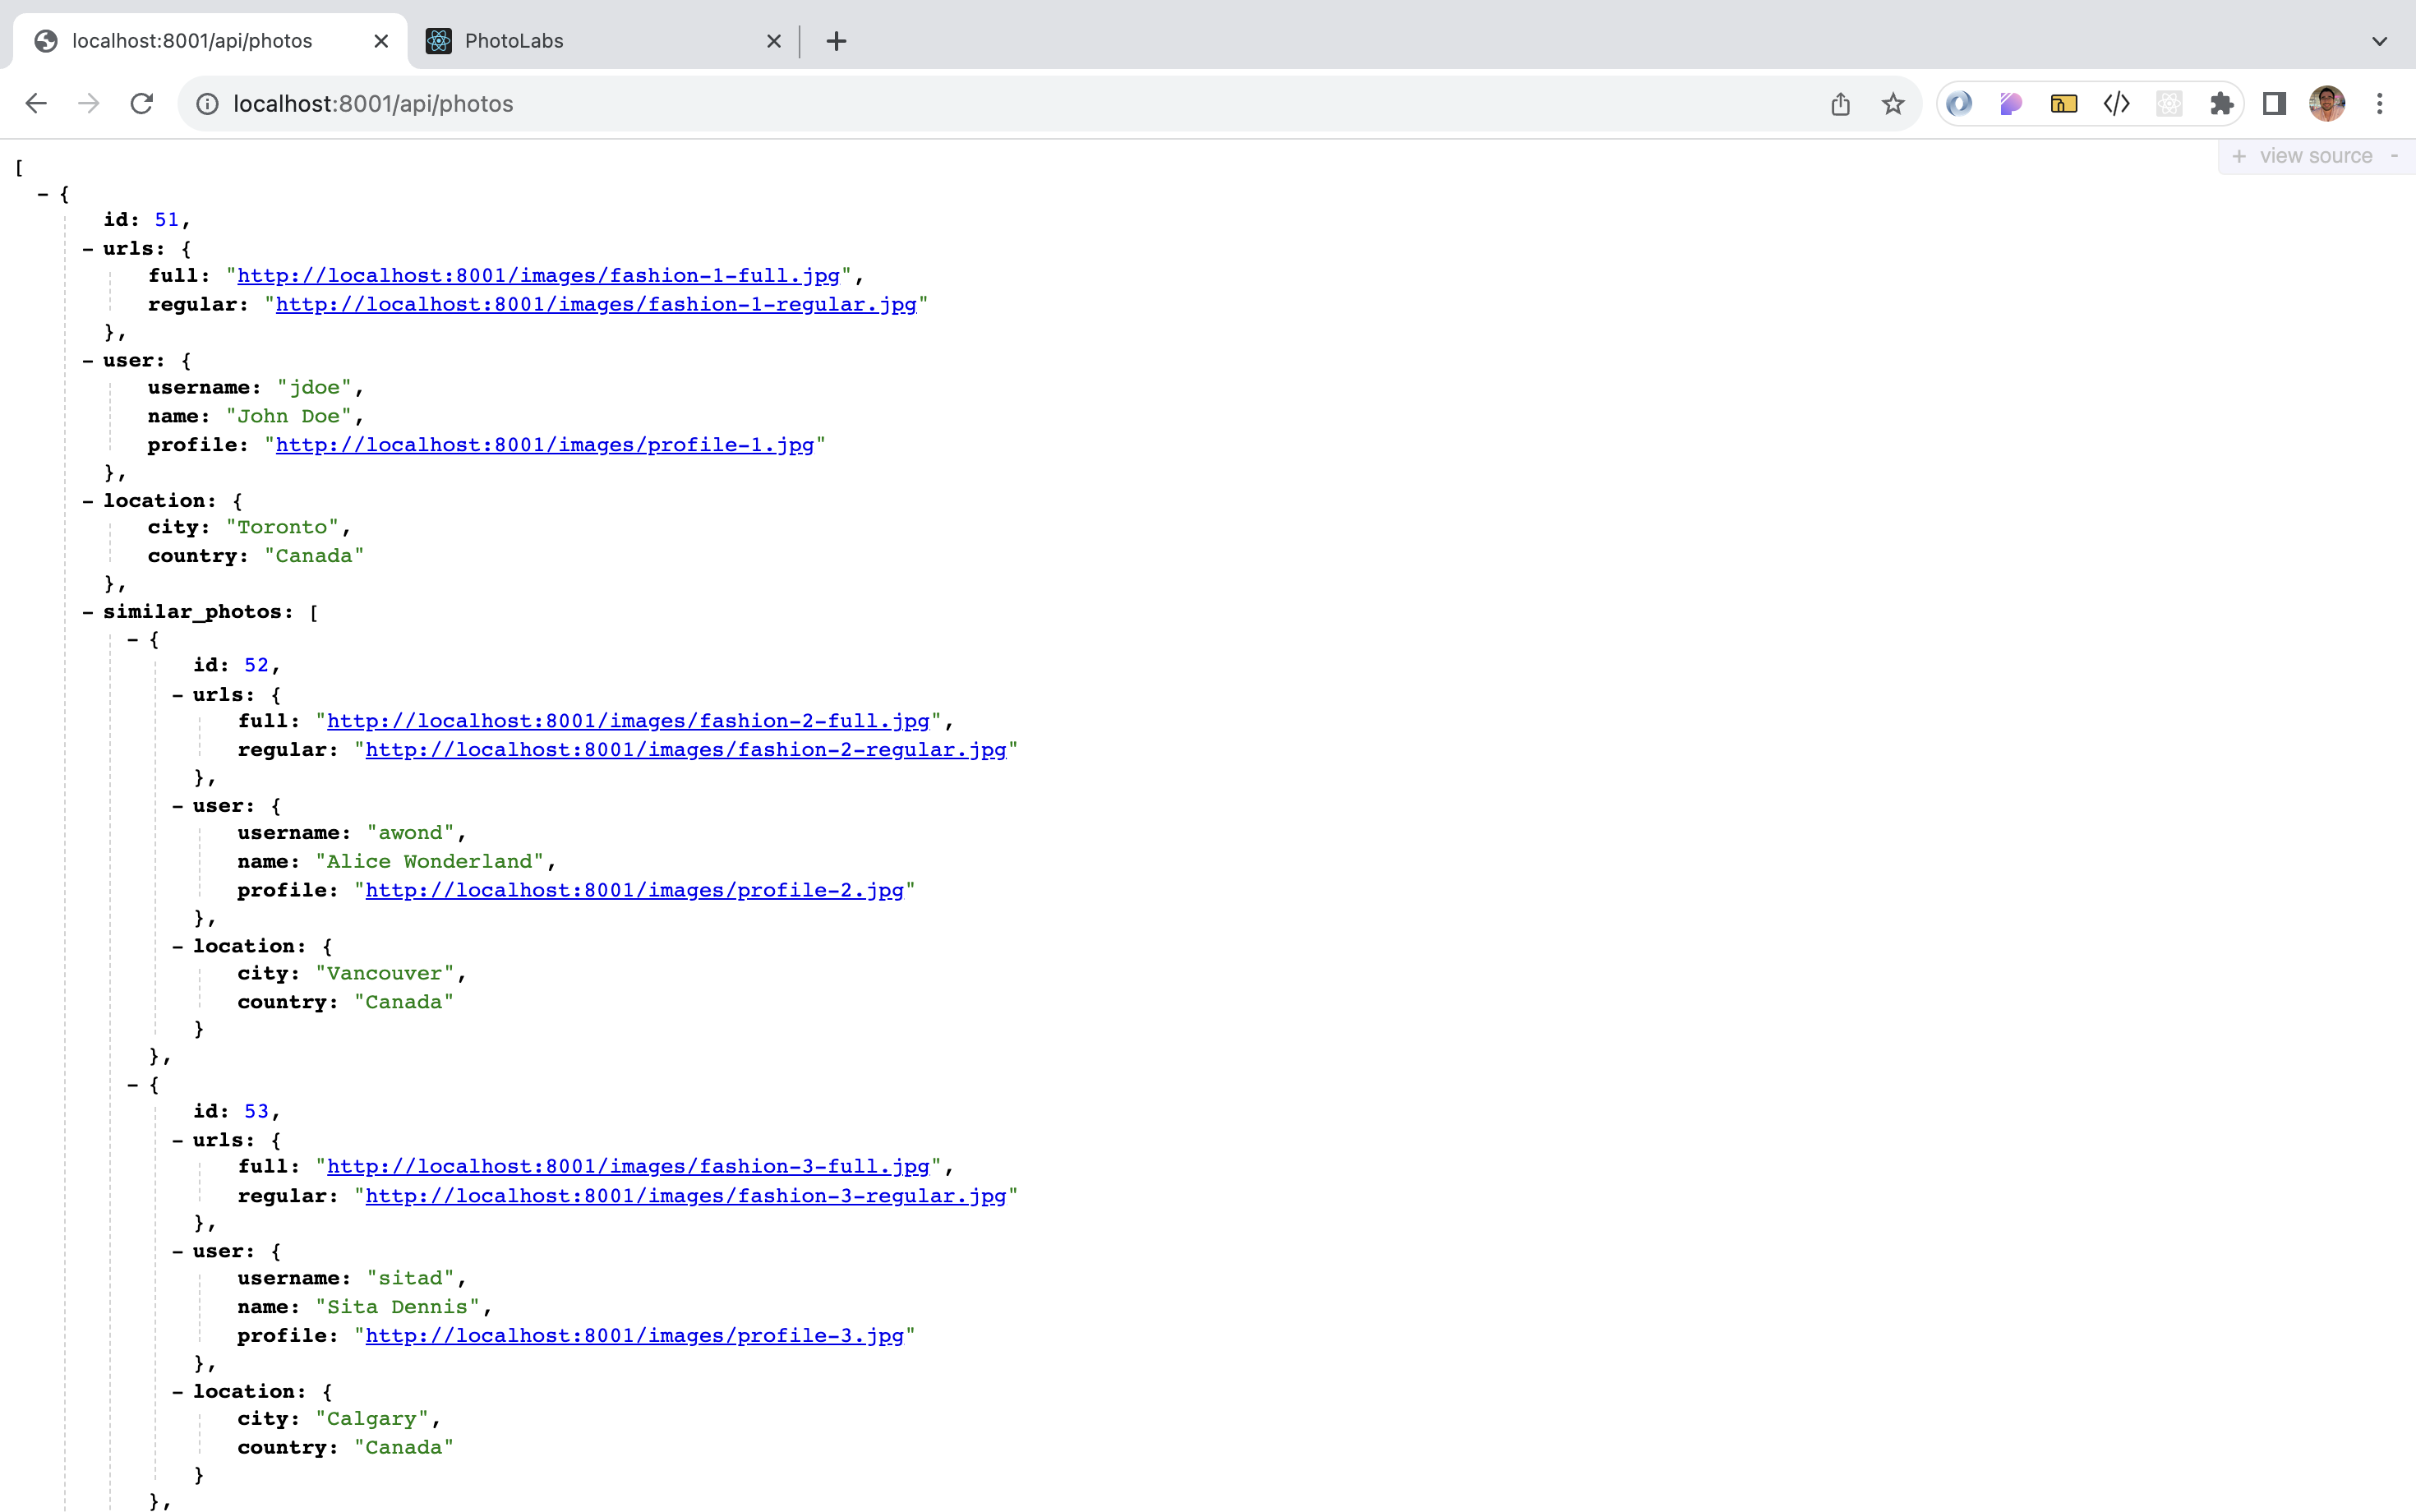 localhost:8001/api/photos
PhotoLabs
localhost:8001/api/photos
+ view source -
[
- {
id: 51,
- urls: {
full: "http://localhost:8001/images/fashion-1-full.jpg",
regular: "http://localhost:8001/images/fashion-1-regular.jpg"
},
- user: {
username: "jdoe",
name: "John Doe",
profile: "http://localhost:8001/images/profile-1.jpg"
},
- location: {
city: "Toronto",
country: "Canada"
},
- similar_photos: [
- {
id: 52,
- urls: {
full: "http://localhost:8001/images/fashion-2-full.jpg",
regular: "http://localhost:8001/images/fashion-2-regular.jpg"
},
- user: {
username: "awond",
name: "Alice Wonderland",
profile: "http://localhost:8001/images/profile-2.jpg"
},
- location: {
city: "Vancouver",
country: "Canada"
}
},
- {
id: 53,
- urls: {
full: "http://localhost:8001/images/fashion-3-full.jpg",
regular: "http://localhost:8001/images/fashion-3-regular.jpg"
},
- user: {
username: "sitad",
name: "Sita Dennis",
profile: "http://localhost:8001/images/profile-3.jpg"
},
- location: {
city: "Calgary",
country: "Canada"
}
},